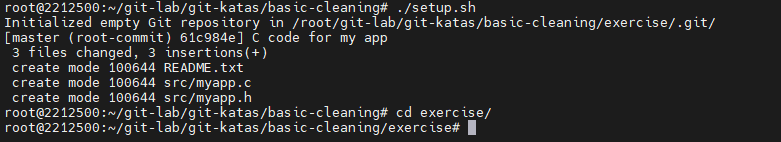 root@2212500:~/git-lab/git-katas/basic-cleaning# ./setup.sh
Initialized empty Git repository in /root/git-lab/git-katas/basic-cleaning/exercise/.git/
[master (root-commit) 61c984e] C code for my app
 3 files changed, 3 insertions(+)
 create mode 100644 README.txt
 create mode 100644 src/myapp.c
 create mode 100644 src/myapp.h
root@2212500:~/git-lab/git-katas/basic-cleaning# cd exercise/
root@2212500:~/git-lab/git-katas/basic-cleaning/exercise#